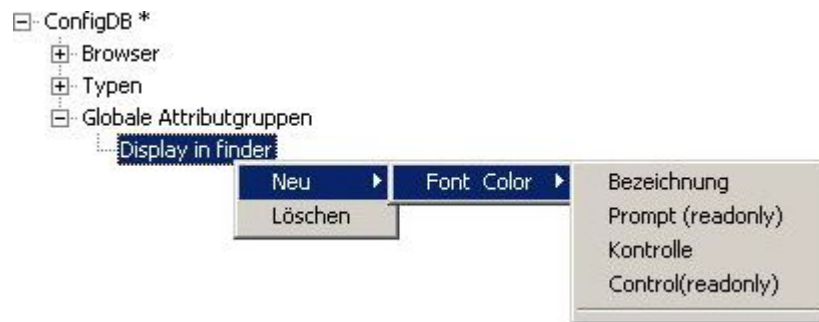 ConfigDB *
Browser
Typen
Globale Attributgruppen
Display in finder
Neu
Löschen
Font Color
Bezeichnung
Prompt (readonly)
Kontrolle
Control(readonly)